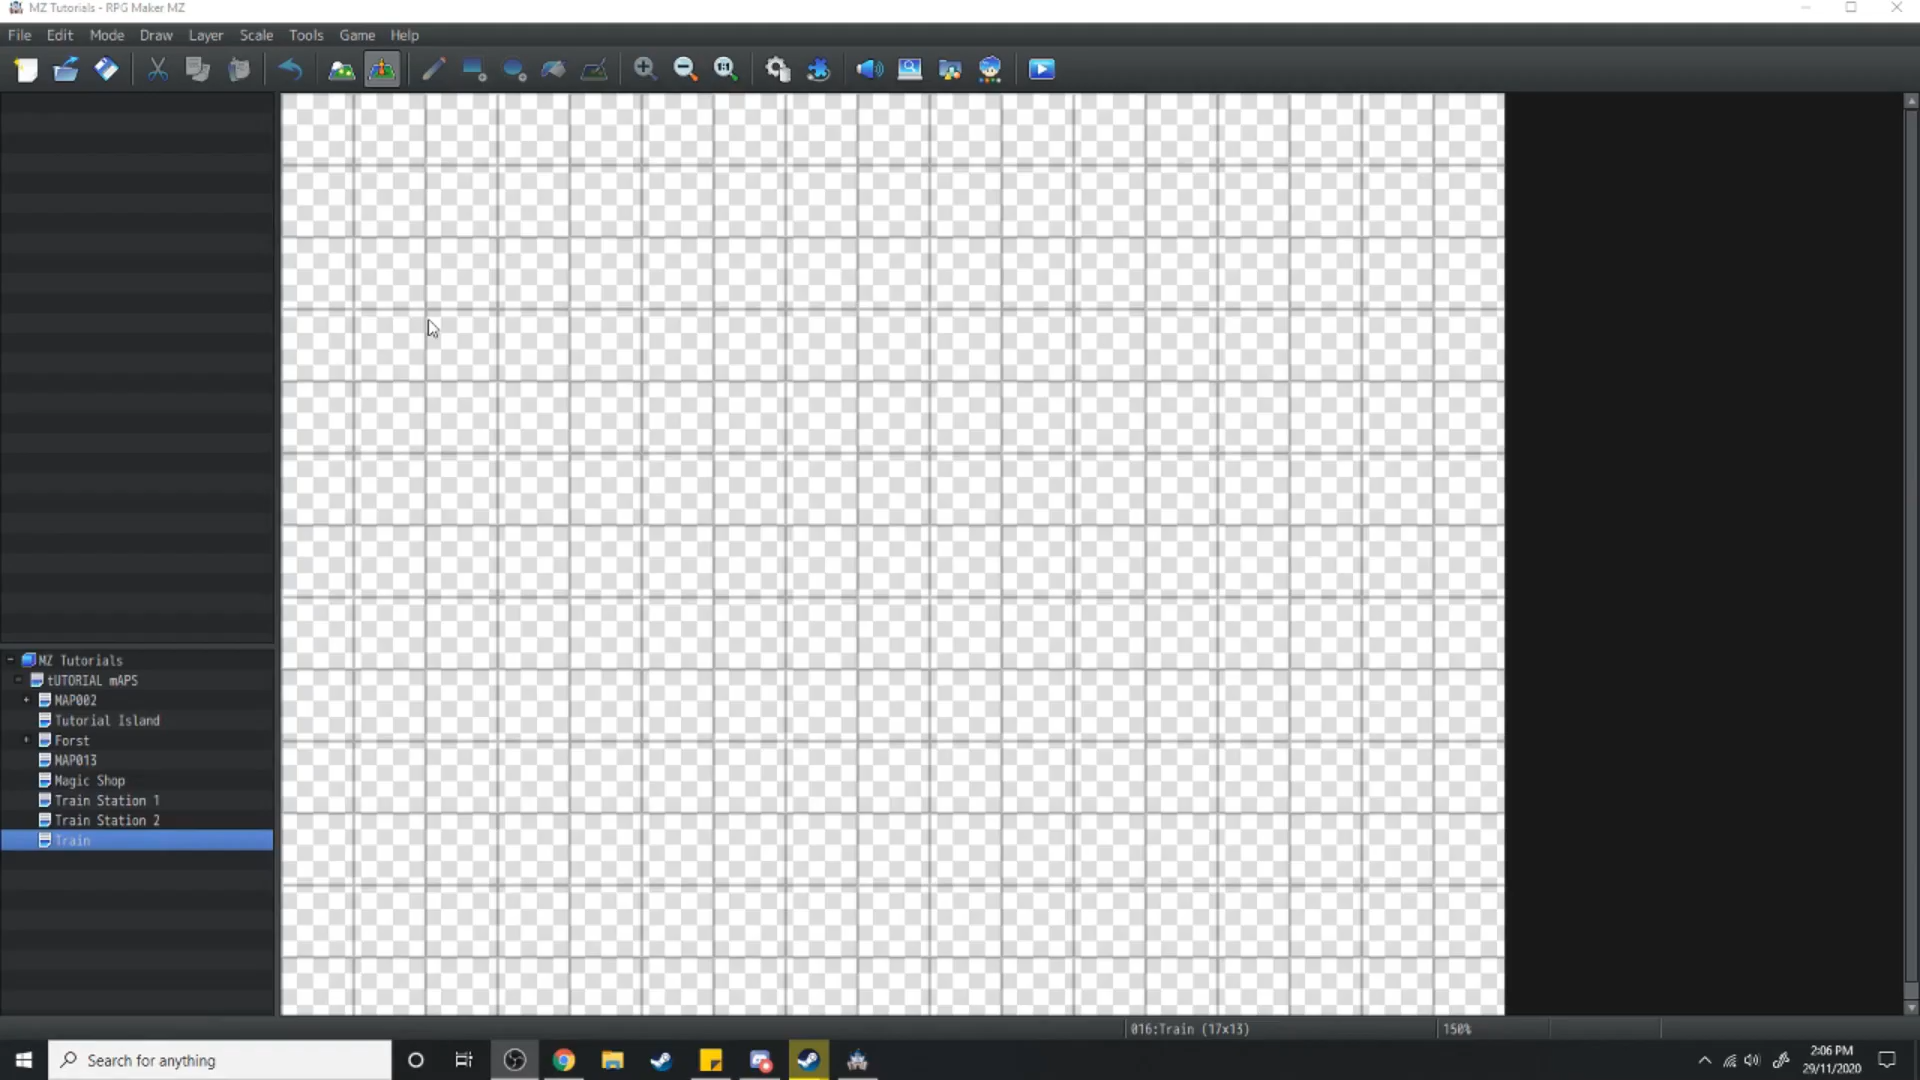 MZ Tutorials - RPG Maker MZ
File Edit Mode Draw Layer Scale Tools Game Help
1:1
MZ Tutorials
tUTORIAL mAPS
MAP002
Tutorial Island
Forst
MAP013
Magic Shop
Train Station 1
Train Station 2
Train
016:Train (17x13) 150%
Search for anything
2:06 PM
29/11/2020